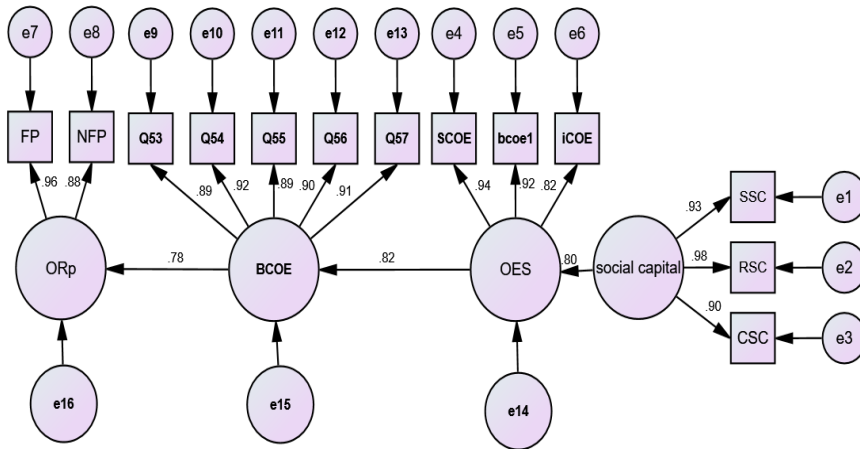 e7 e8 e9 e10 e11 e12 e13 e4 e5 e6
FP NFP Q53 Q54 Q55 Q56 Q57 SCOE bcoe1 iCOE
.96 .88 .89 .92 .89 .90 .91 .94 .92 .82
SSC e1
.93
ORp .78 BCOE .82 OES .80 social capital .98 RSC e2
.90
CSC e3
e16 e15 e14